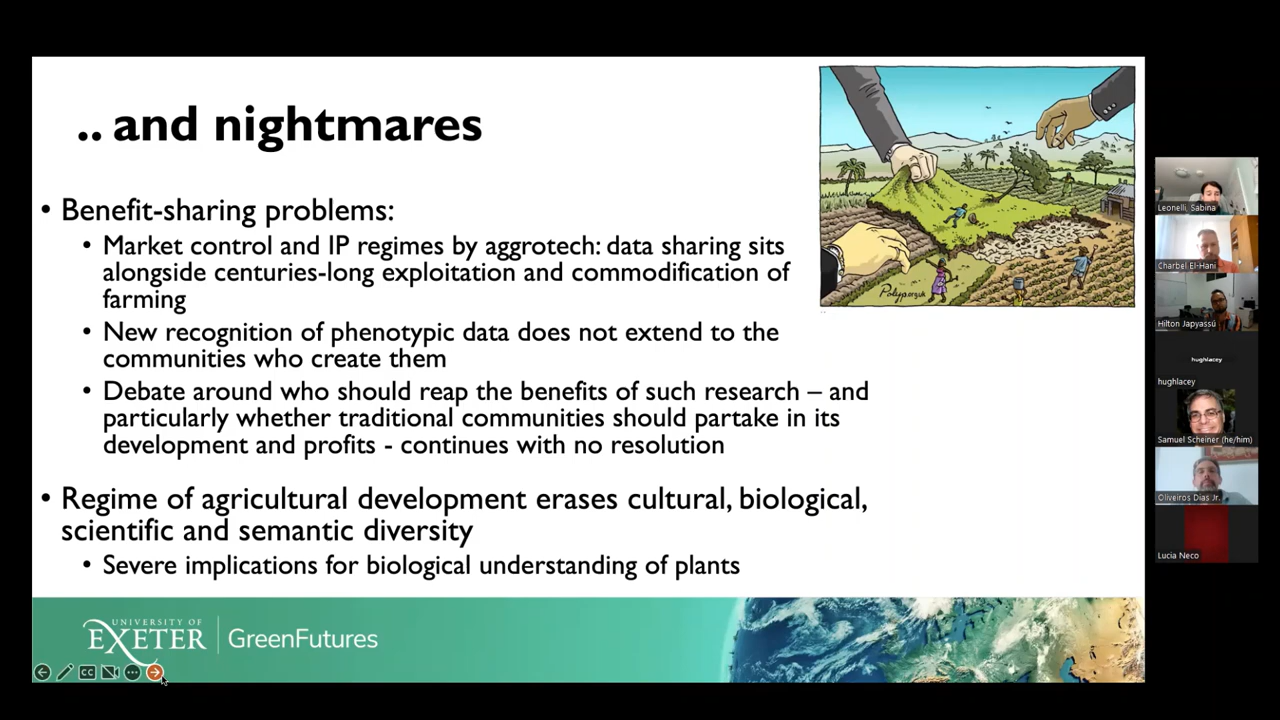 .. and nightmares
• Benefit-sharing problems:
• Market control and IP regimes by aggrotech: data sharing sits
alongside centuries-long exploitation and commodification of
farming
• New recognition of phenotypic data does not extend to the
communities who create them
• Debate around who should reap the benefits of such research – and
particularly whether traditional communities should partake in its
development and profits - continues with no resolution
• Regime of agricultural development erases cultural, biological,
scientific and semantic diversity
• Severe implications for biological understanding of plants
Polyp.org.uk
UNIVERSITY OF
EXETER
GreenFutures
CC
Leonelli, Sabina
Charbel El-Hani
Hilton Japyassú
hughlacey
hughlacey
Samuel Scheiner (he/him)
Oliveiros Dias Jr.
Lucia Neco